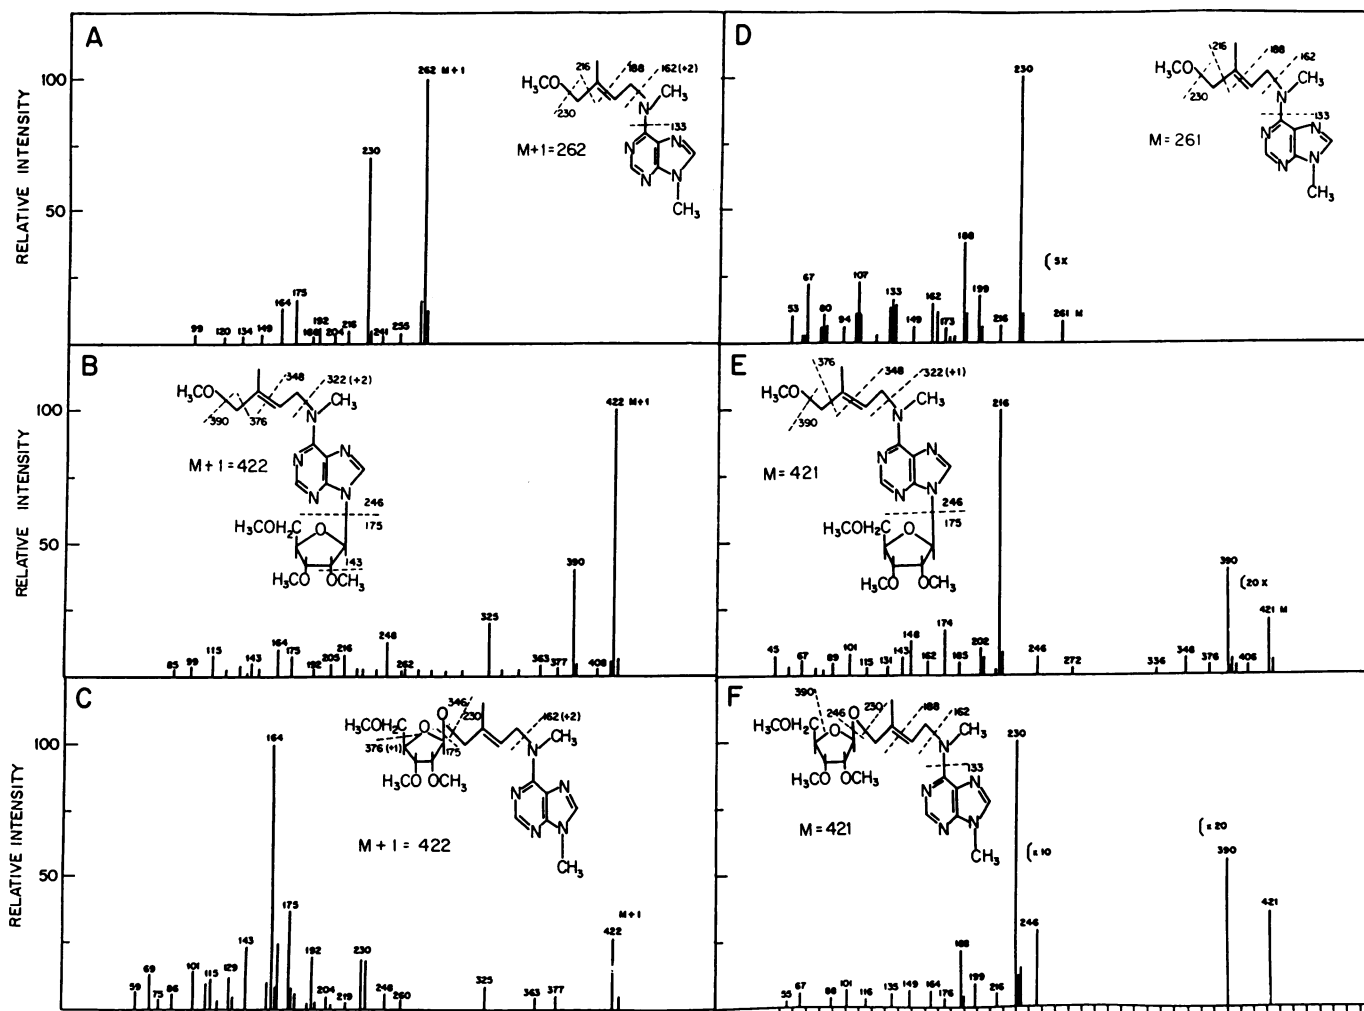 A
RELATIVE INTENSITY
100
50
262 M+1
230
99
120
134
149
164
175
188
192
204
216
241
255
H₃CO
216
188
162(+2)
230
N
CH₃
133
M+1=262
N
N
N
N
CH₃
D
230
188
(5X
53
67
80
94
107
133
149
162
173
199
216
261 M
216
188
H₃CO
162
230
N
CH₃
133
M=261
N
N
N
N
CH₃
B
RELATIVE INTENSITY
100
50
422 M+1
390
325
85
99
115
143
164
175
192
205
216
248
262
363
377
408
H₃CO
348
322(+2)
390
376
N
CH₃
M+1=422
N
N
N
N
246
175
H₃COH₂C
O
143
H₃CO
OCH₃
E
216
390
(20 X
421 M
45
67
89
101
115
131
143
148
162
174
185
202
246
272
336
348
376
406
376
348
322(+1)
H₃CO
390
N
CH₃
M=421
N
N
N
N
246
175
H₃COH₂C
O
H₃CO
OCH₃
C
RELATIVE INTENSITY
100
50
164
175
M+1
422
59
69
75
86
101
115
129
143
192
204
219
230
248
260
325
363
377
346
230
162(+2)
H₃COH₂C
O
O
376(+1)
175
N
CH₃
H₃CO
OCH₃
N
N
N
N
M+1=422
CH₃
F
230
(x 10
(x 20
390
421
246
188
55
67
88
101
116
135
149
164
176
199
216
390
246
230
188
162
H₃COH₂C
O
O
N
CH₃
H₃CO
OCH₃
133
N
N
N
N
M=421
CH₃